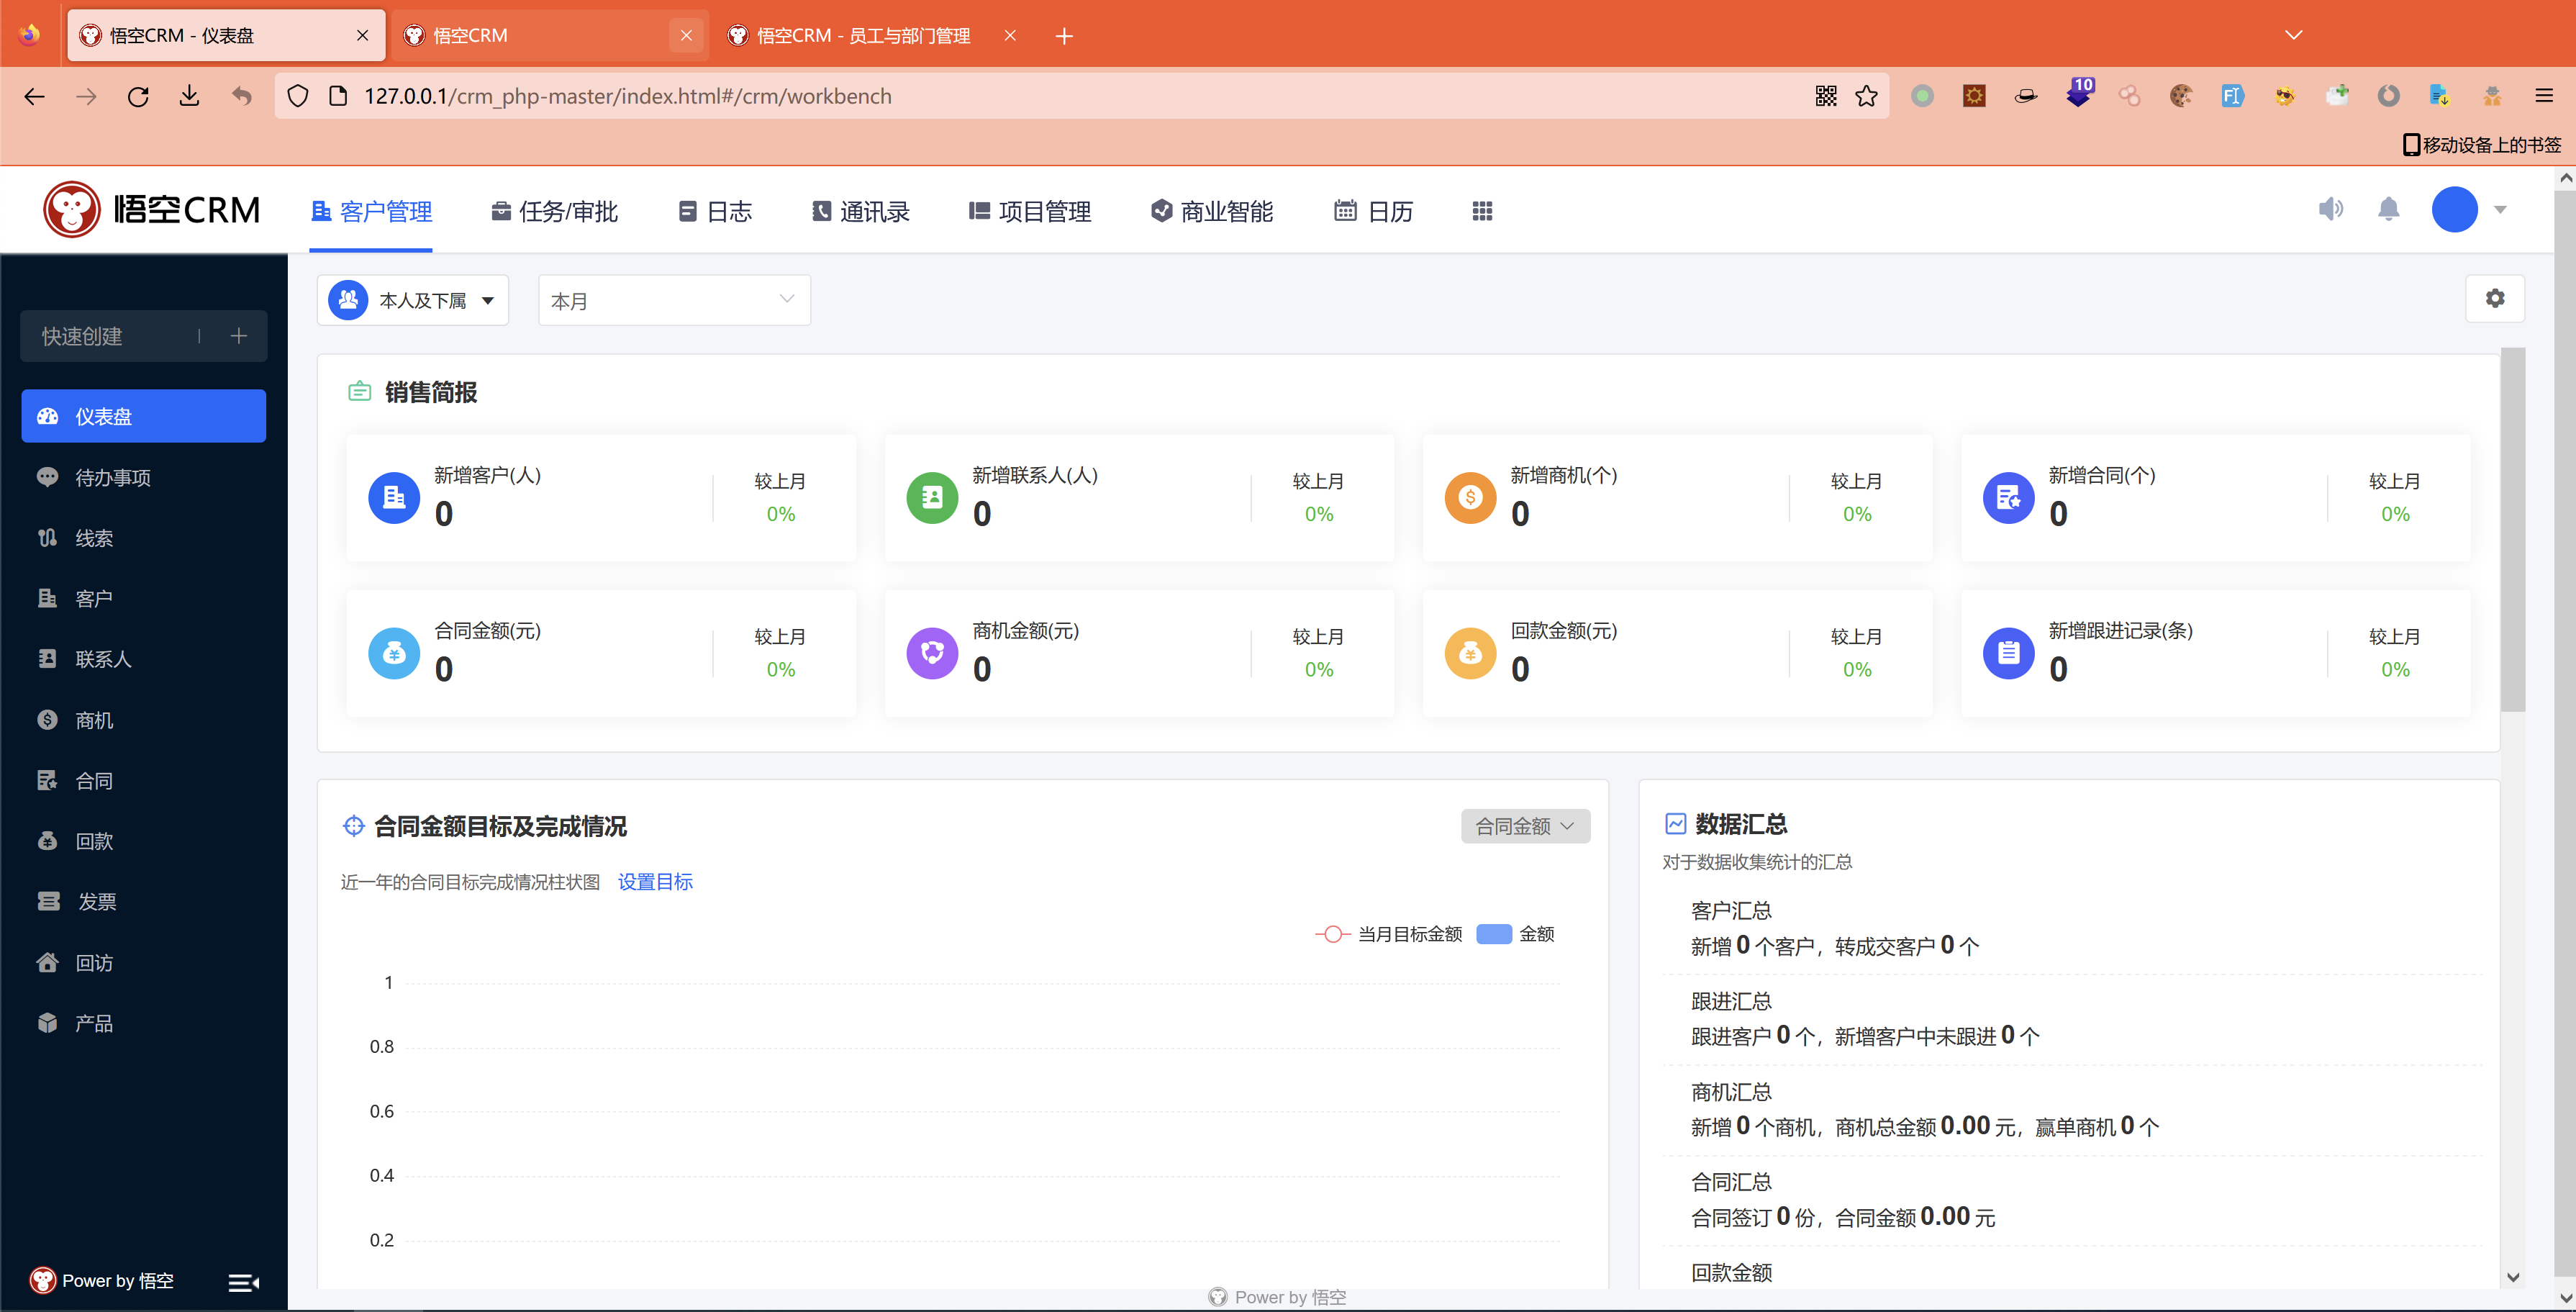 悟空CRM - 仪表盘
悟空CRM
悟空CRM - 员工与部门管理
127.0.0.1/crm_php-master/index.html#/crm/workbench
10
移动设备上的书签
悟空CRM
客户管理
任务/审批
日志
通讯录
项目管理
商业智能
日历
快速创建
仪表盘
待办事项
线索
客户
联系人
商机
合同
回款
发票
回访
产品
Power by 悟空
本人及下属
本月
销售简报
新增客户(人)
0
较上月
0%
新增联系人(人)
0
较上月
0%
新增商机(个)
0
较上月
0%
新增合同(个)
0
较上月
0%
合同金额(元)
0
较上月
0%
商机金额(元)
0
较上月
0%
回款金额(元)
0
较上月
0%
新增跟进记录(条)
0
较上月
0%
合同金额目标及完成情况
合同金额
近一年的合同目标完成情况柱状图 设置目标
当月目标金额 金额
1
0.8
0.6
0.4
0.2
数据汇总
对于数据收集统计的汇总
客户汇总
新增 0 个客户，转成交客户 0 个
跟进汇总
跟进客户 0 个，新增客户中未跟进 0 个
商机汇总
新增 0 个商机，商机总金额 0.00 元，赢单商机 0 个
合同汇总
合同签订 0 份，合同金额 0.00 元
回款金额
Power by 悟空